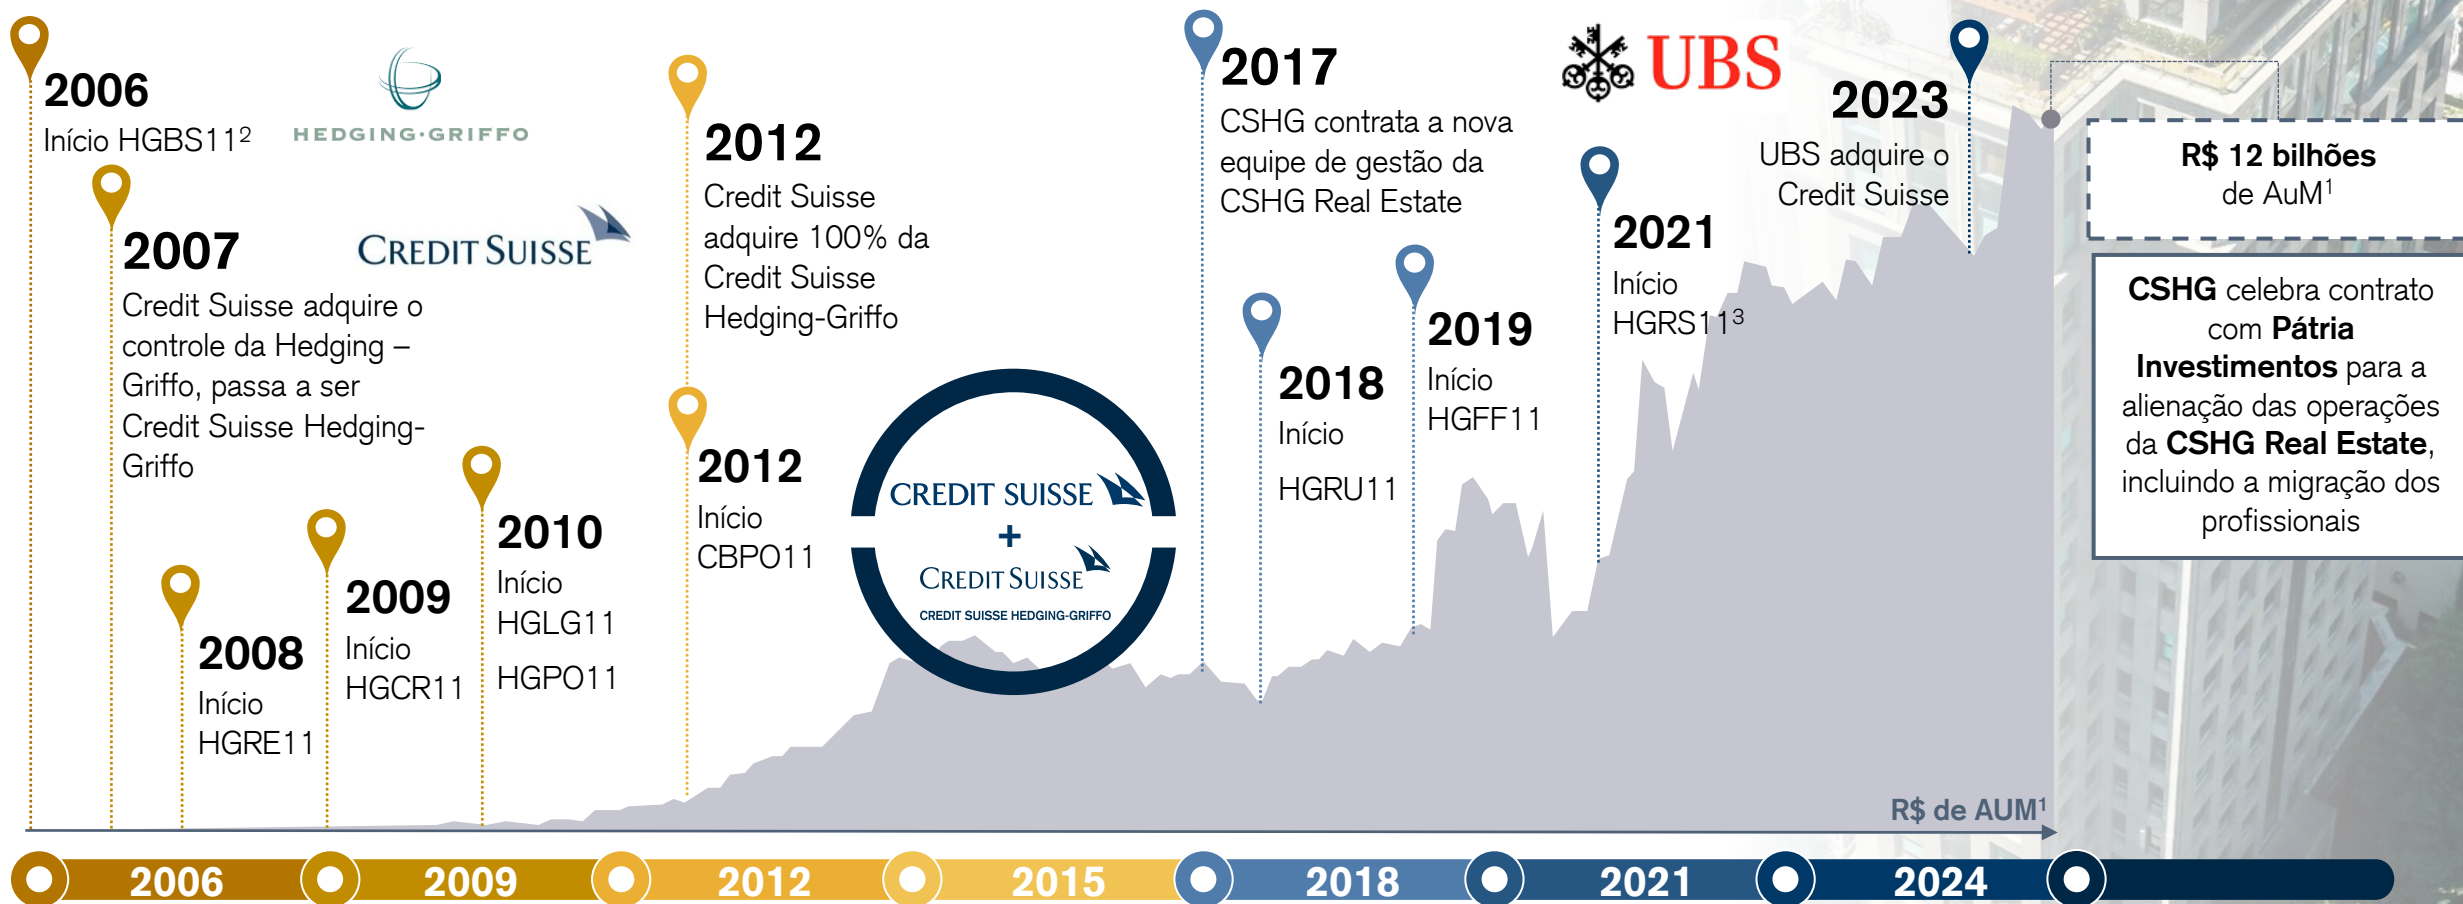 2006
Início HGBS11²
HEDGING·GRIFFO
2007
Credit Suisse adquire o
controle da Hedging –
Griffo, passa a ser
Credit Suisse Hedging-
Griffo
CREDIT SUISSE
2008
Início
HGRE11
2009
Início
HGCR11
2010
Início
HGLG11
HGPO11
2012
Credit Suisse
adquire 100% da
Credit Suisse
Hedging-Griffo
2012
Início
CBPO11
CREDIT SUISSE
+
CREDIT SUISSE
CREDIT SUISSE HEDGING-GRIFFO
2017
CSHG contrata a nova
equipe de gestão da
CSHG Real Estate
2018
Início
HGRU11
2019
Início
HGFF11
UBS
2021
Início
HGRS11³
2023
UBS adquire o
Credit Suisse
R$ 12 bilhões
de AuM¹
CSHG celebra contrato
com Pátria
Investimentos para a
alienação das operações
da CSHG Real Estate,
incluindo a migração dos
profissionais
R$ de AUM¹
2006
2009
2012
2015
2018
2021
2024